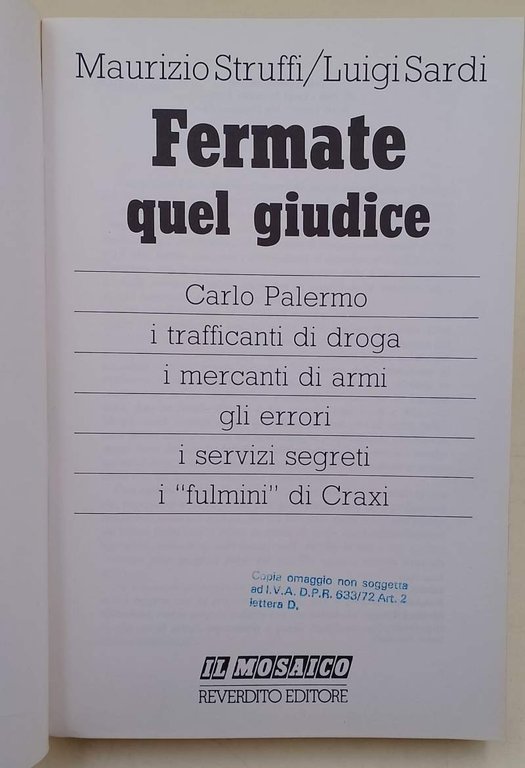 Maurizio Struffi/Luigi Sardi
Fermate
quel giudice
Carlo Palermo
i trafficanti di droga
i mercanti di armi
gli errori
i servizi segreti
i "fulmini" di Craxi
Copia omaggio non soggetta
ad I.V.A. D.P.R. 633/72 Art. 2
lettera D.
IL MOSAICO
REVERDITO EDITORE